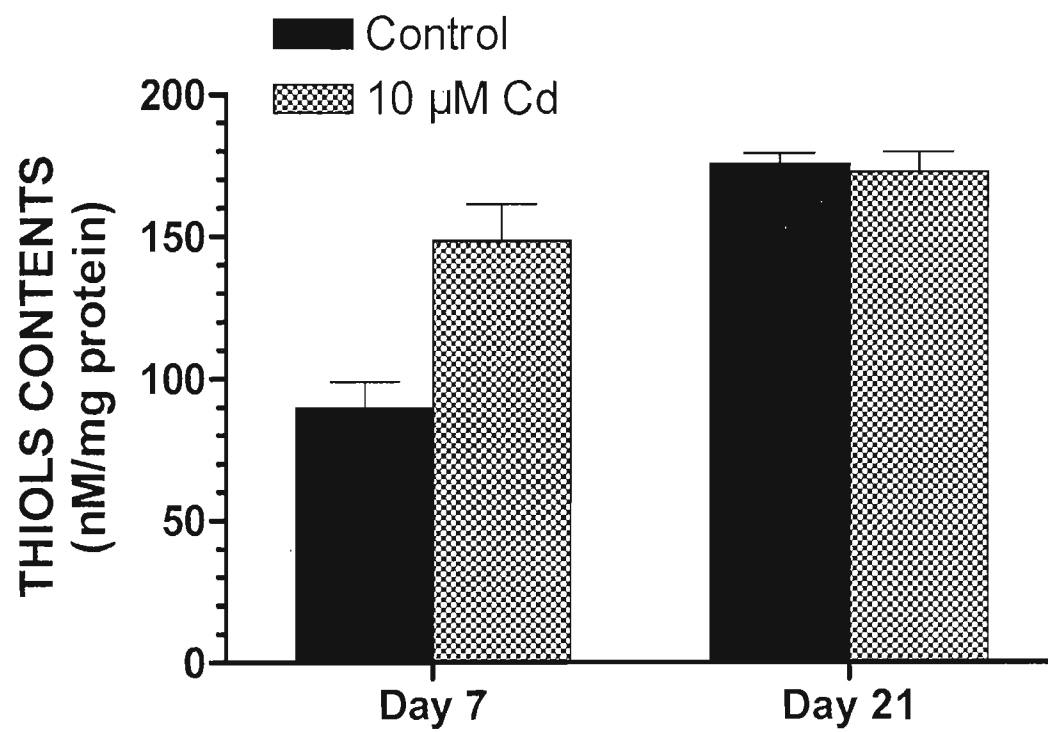 Control
10 µM Cd
THIOLS CONTENTS
(nM/mg protein)
200
150
100
50
0
Day 7
Day 21